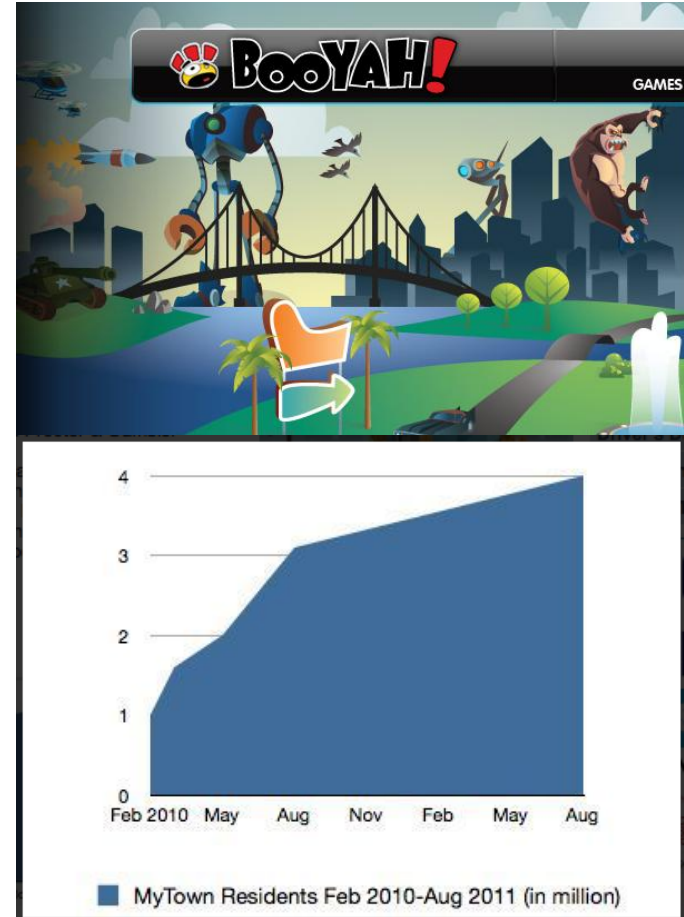 BOOYAH!
GAMES
4
3
2
1
0
Feb 2010 May Aug Nov Feb May Aug
MyTown Residents Feb 2010-Aug 2011 (in million)